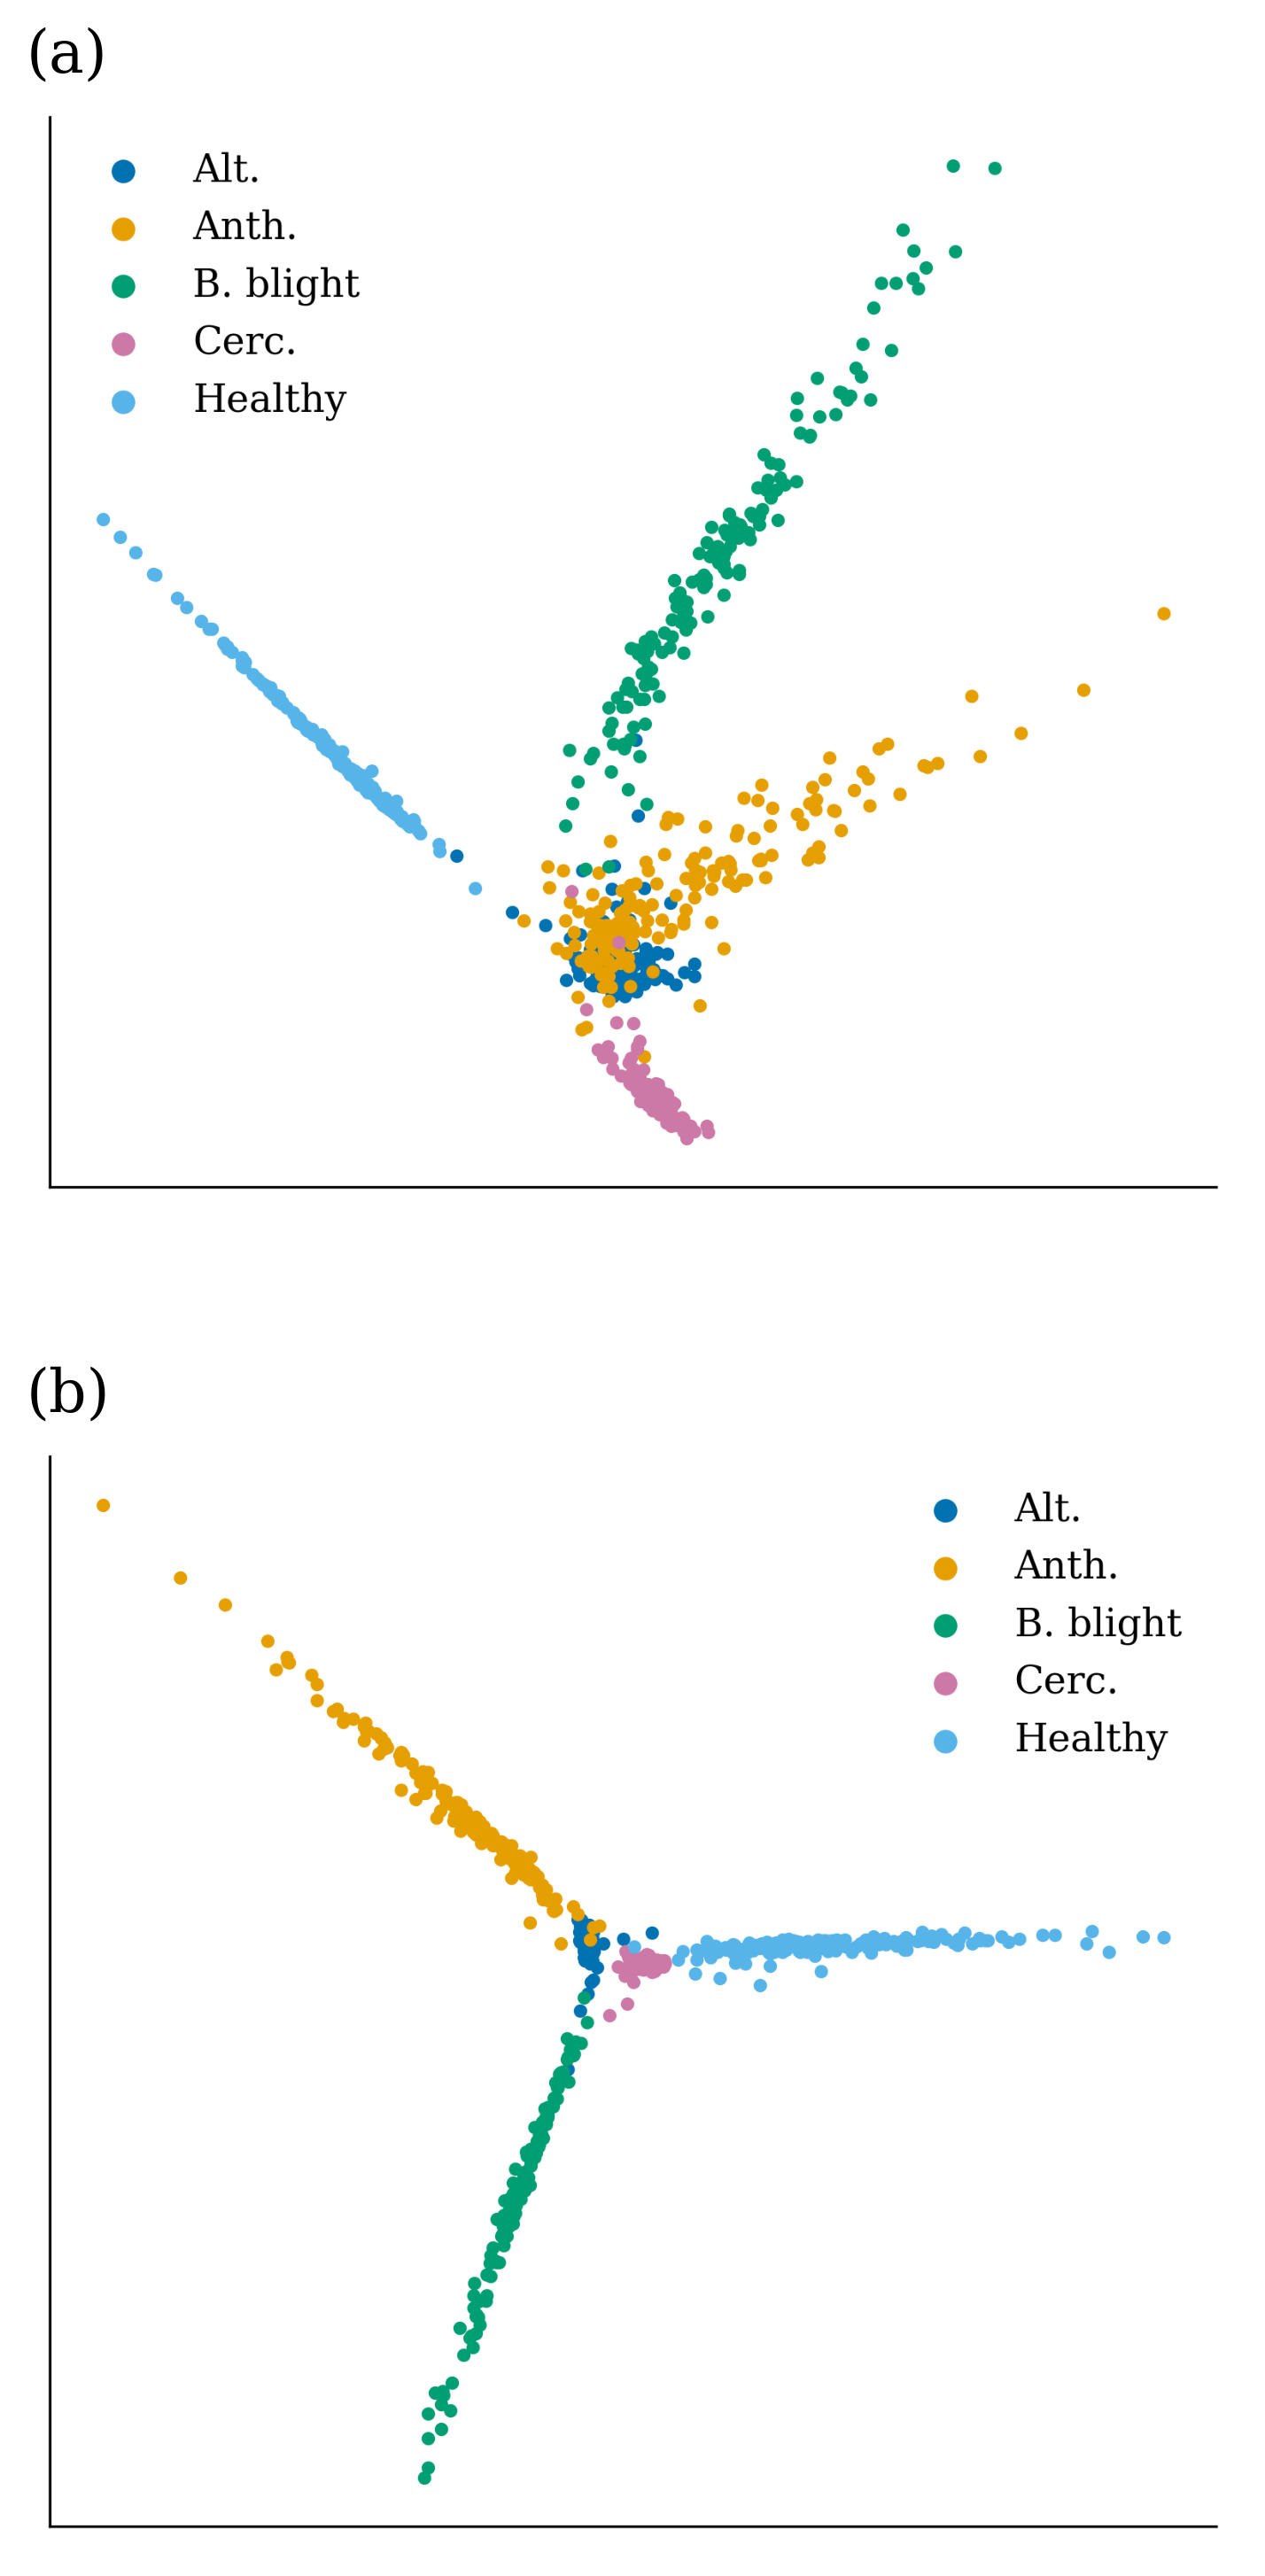 (a)
Alt.
Anth.
B. blight
Cerc.
Healthy
(b)
Alt.
Anth.
B. blight
Cerc.
Healthy